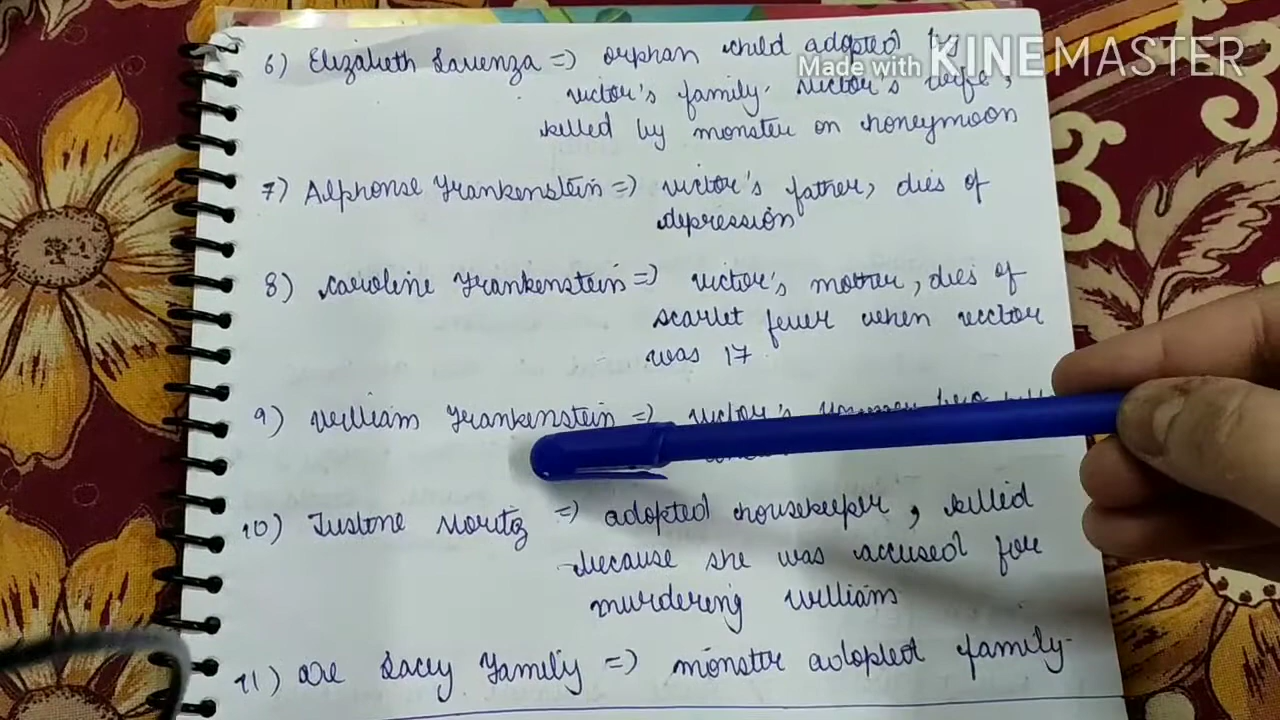 Made with KINEMASTER
6) Elizabeth Lavenza => orphan child adopted by
victor's family. victor's wife,
killed by monster on honeymoon
7) Alphonse Frankenstein => victor's father, dies of
depression
8) Caroline Frankenstein => victor's mother, dies of
scarlet fever when victor
was 17
9) William Frankenstein => victor's
10) Justine Moritz => adopted housekeeper, killed
because she was accused for
murdering William
11) De Lacey Family => monster adopted family